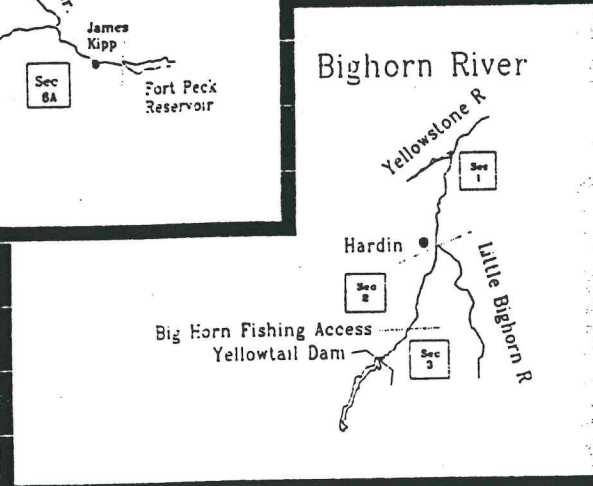 r.
James
Kipp
Sec
6A
Fort Peck
Reservoir
Bighorn River
Yellowstone R
Sec
1
Hardin
Little Bighorn R
Sec
2
Big Horn Fishing Access
Yellowtail Dam
Sec
3